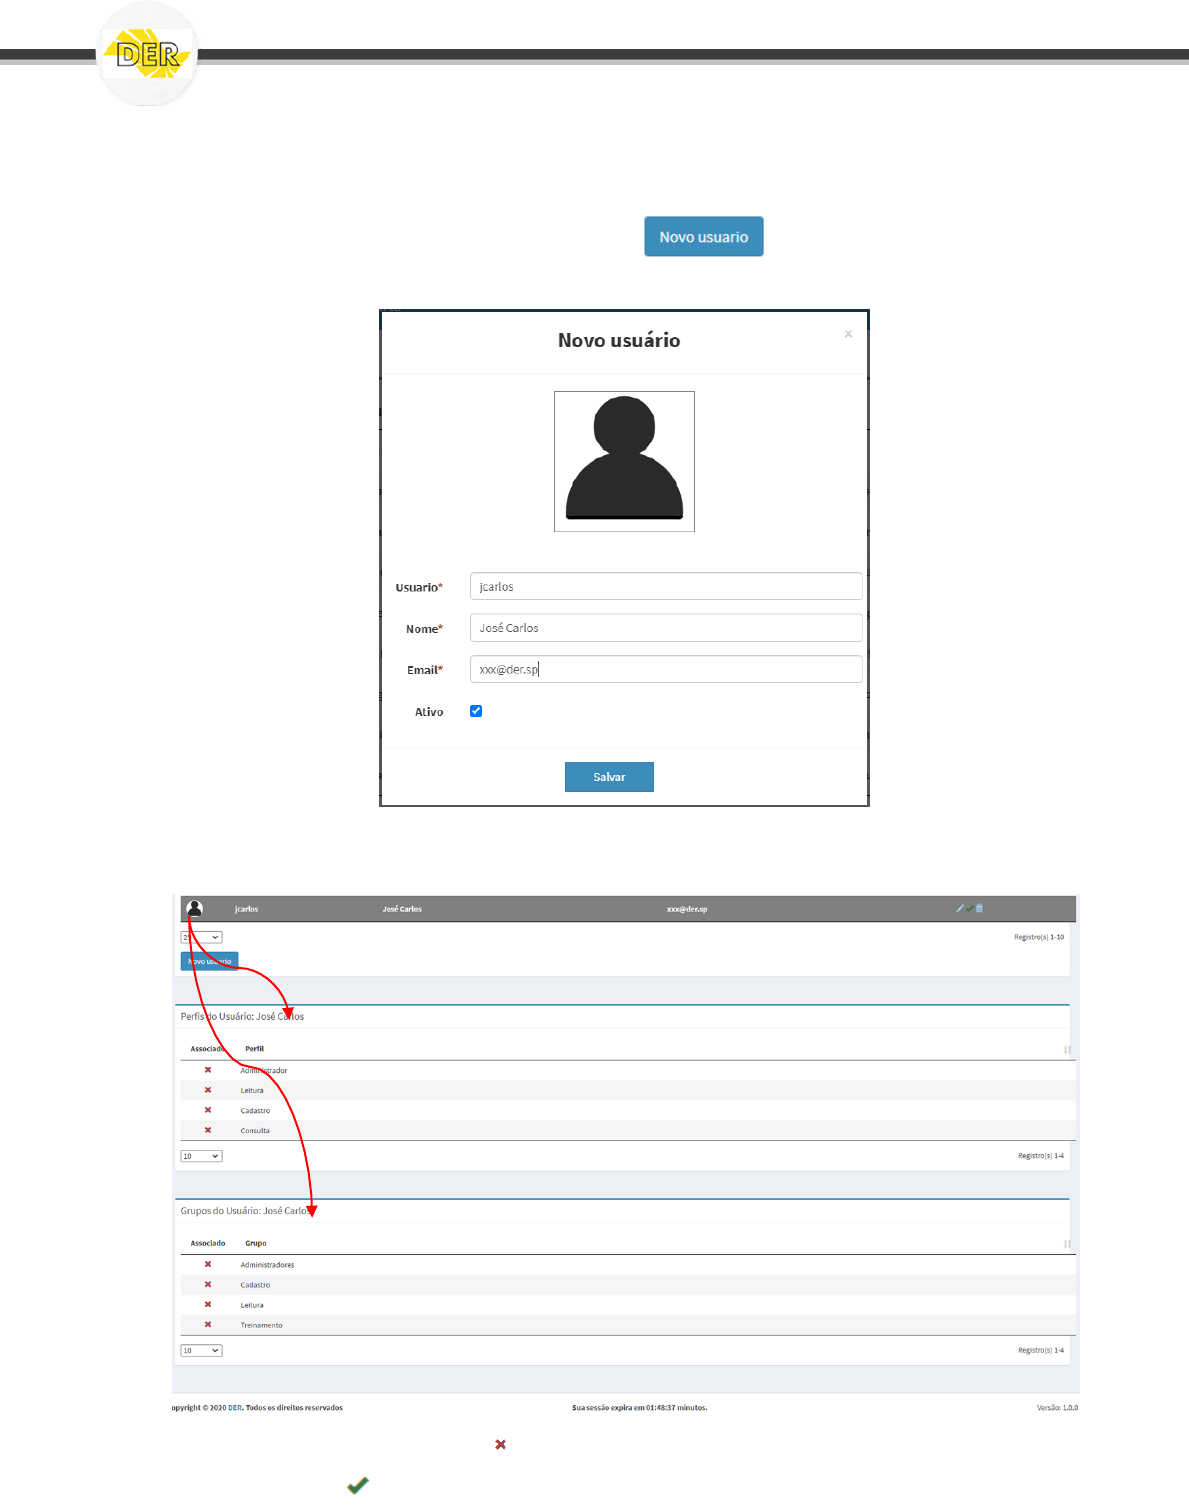 DER
Novo usuario
Novo usuário ×
Usuario* jcarlos
Nome* José Carlos
Email* xxx@der.sp
Ativo
Salvar
jcarlos José Carlos xxx@der.sp
25 Registro(s) 1-10
Novo usuario
Perfis do Usuário: José Carlos
Associado Perfil
Administrador
Leitura
Cadastro
Consulta
10 Registro(s) 1-4
Grupos do Usuário: José Carlos
Associado Grupo
Administradores
Cadastro
Leitura
Treinamento
10 Registro(s) 1-4
opyright © 2020 DER. Todos os direitos reservados Sua sessão expira em 01:48:37 minutos. Versão: 1.0.0